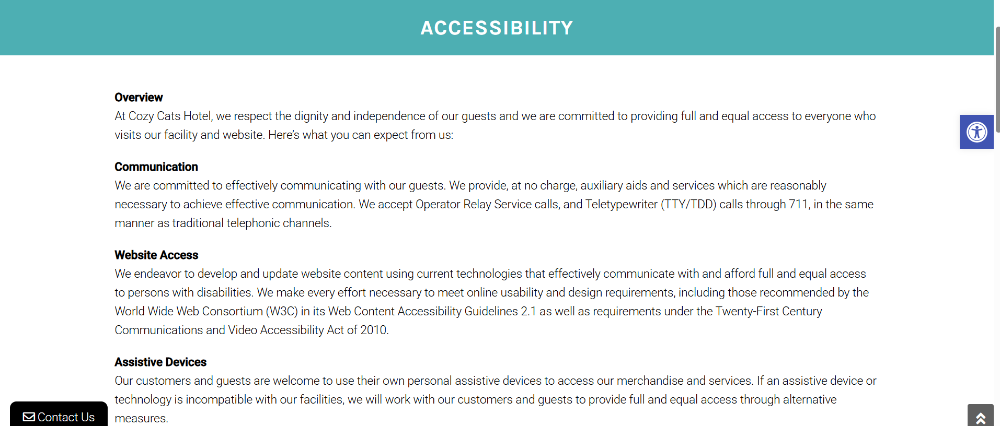 ACCESSIBILITY
Overview
At Cozy Cats Hotel, we respect the dignity and independence of our guests and we are committed to providing full and equal access to everyone who
visits our facility and website. Here’s what you can expect from us:
Communication
We are committed to effectively communicating with our guests. We provide, at no charge, auxiliary aids and services which are reasonably
necessary to achieve effective communication. We accept Operator Relay Service calls, and Teletypewriter (TTY/TDD) calls through 711, in the same
manner as traditional telephonic channels.
Website Access
We endeavor to develop and update website content using current technologies that effectively communicate with and afford full and equal access
to persons with disabilities. We make every effort necessary to meet online usability and design requirements, including those recommended by the
World Wide Web Consortium (W3C) in its Web Content Accessibility Guidelines 2.1 as well as requirements under the Twenty-First Century
Communications and Video Accessibility Act of 2010.
Assistive Devices
Our customers and guests are welcome to use their own personal assistive devices to access our merchandise and services. If an assistive device or
technology is incompatible with our facilities, we will work with our customers and guests to provide full and equal access through alternative
measures.
Contact Us